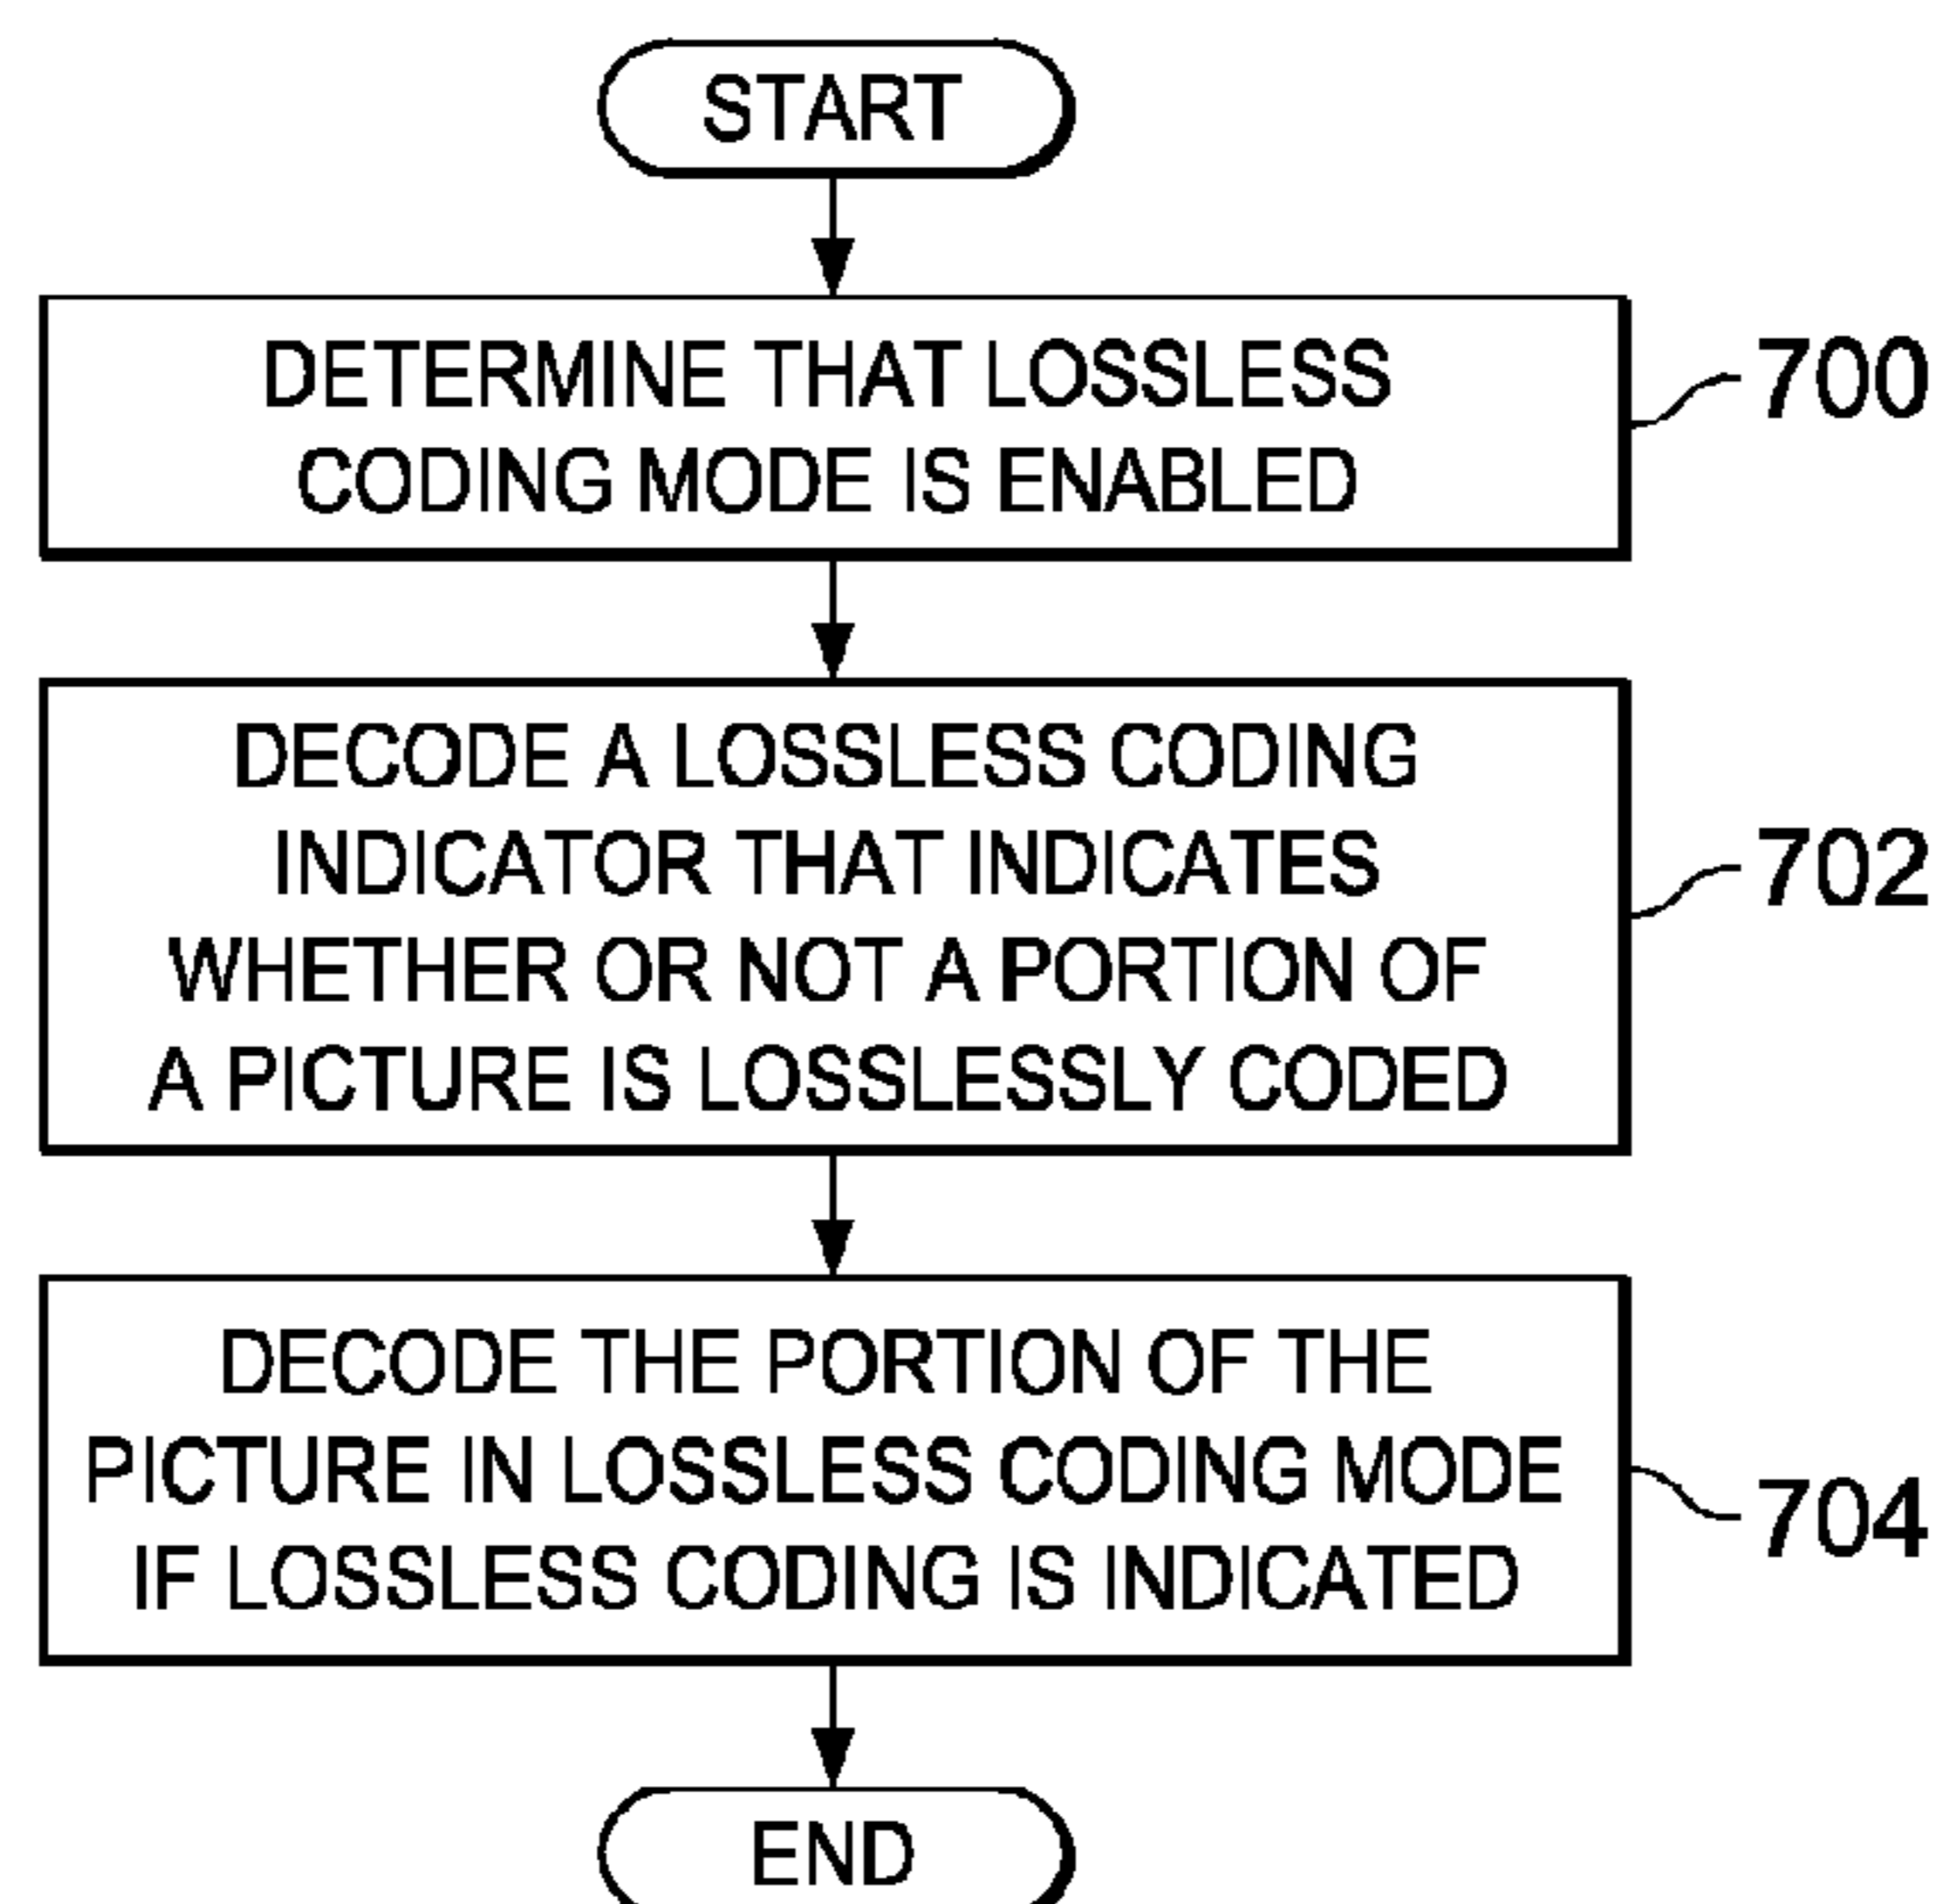 START
DETERMINE THAT LOSSLESS
CODING MODE IS ENABLED
700
DECODE A LOSSLESS CODING
INDICATOR THAT INDICATES
WHETHER OR NOT A PORTION OF
A PICTURE IS LOSSLESSLY CODED
702
DECODE THE PORTION OF THE
PICTURE IN LOSSLESS CODING MODE
IF LOSSLESS CODING IS INDICATED
704
END